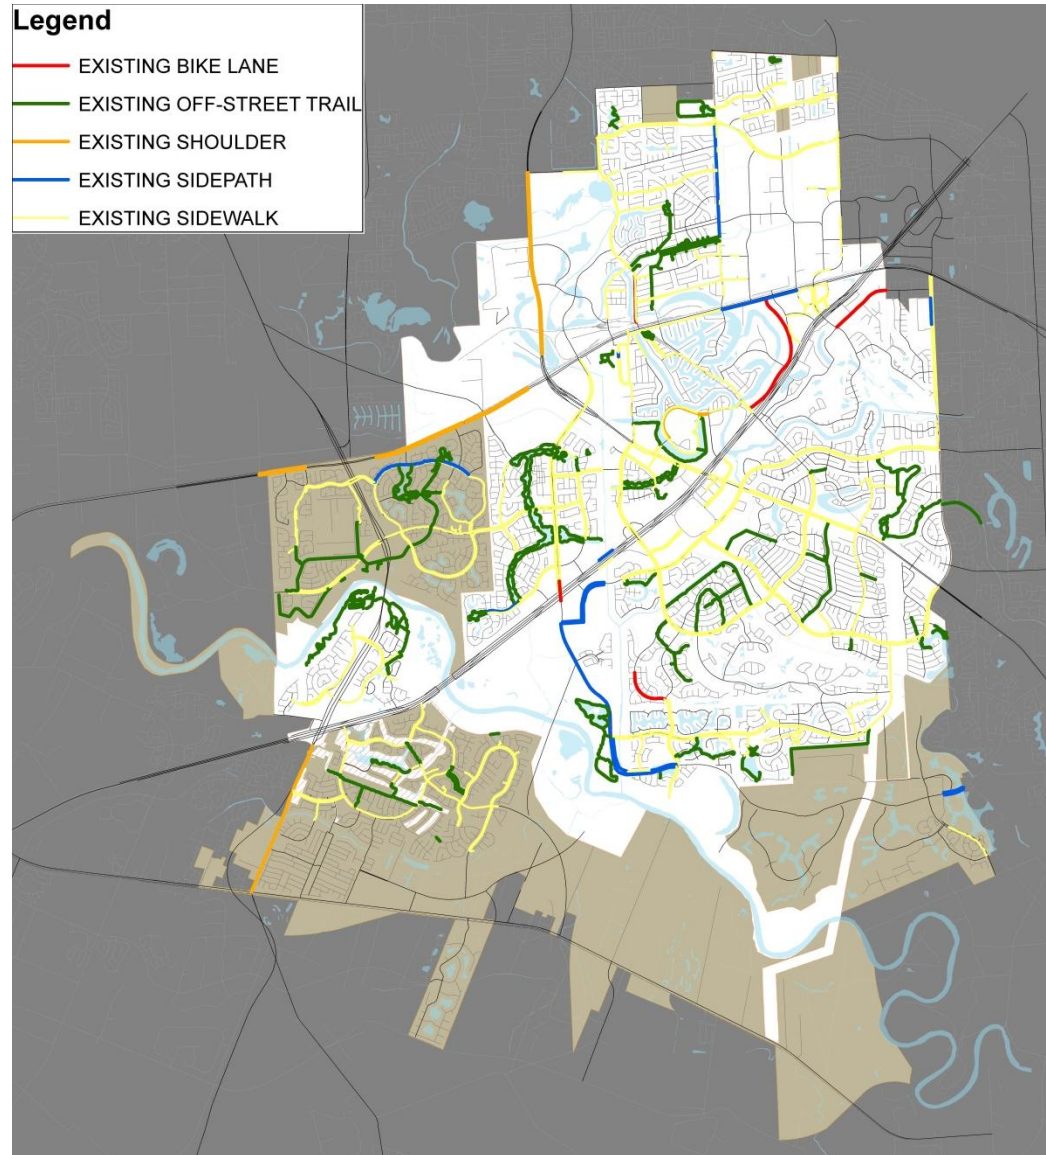 Legend
EXISTING BIKE LANE
EXISTING OFF-STREET TRAIL
EXISTING SHOULDER
EXISTING SIDEPATH
EXISTING SIDEWALK